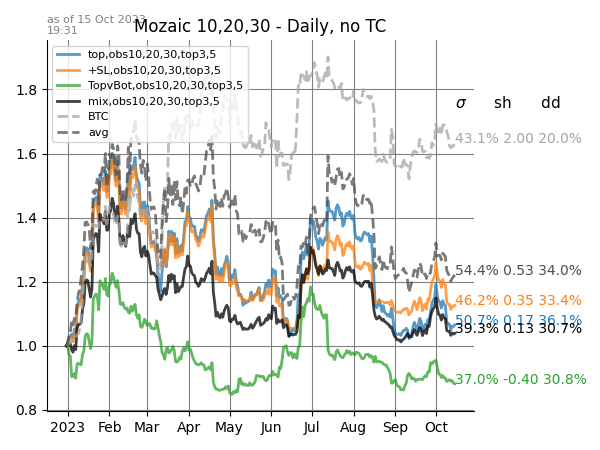 as of 15 Oct 2023
19:31
Mozaic 10,20,30 - Daily, no TC
top,obs10,20,30,top3,5
+SL,obs10,20,30,top3,5
TopvBot,obs10,20,30,top3,5
mix,obs10,20,30,top3,5
BTC
avg
σ sh dd
43.1% 2.00 20.0%
54.4% 0.53 34.0%
46.2% 0.35 33.4%
50.7% 0.17 36.1%
39.3% 0.13 30.7%
37.0% -0.40 30.8%
1.8
1.6
1.4
1.2
1.0
0.8
2023 Feb Mar Apr May Jun Jul Aug Sep Oct